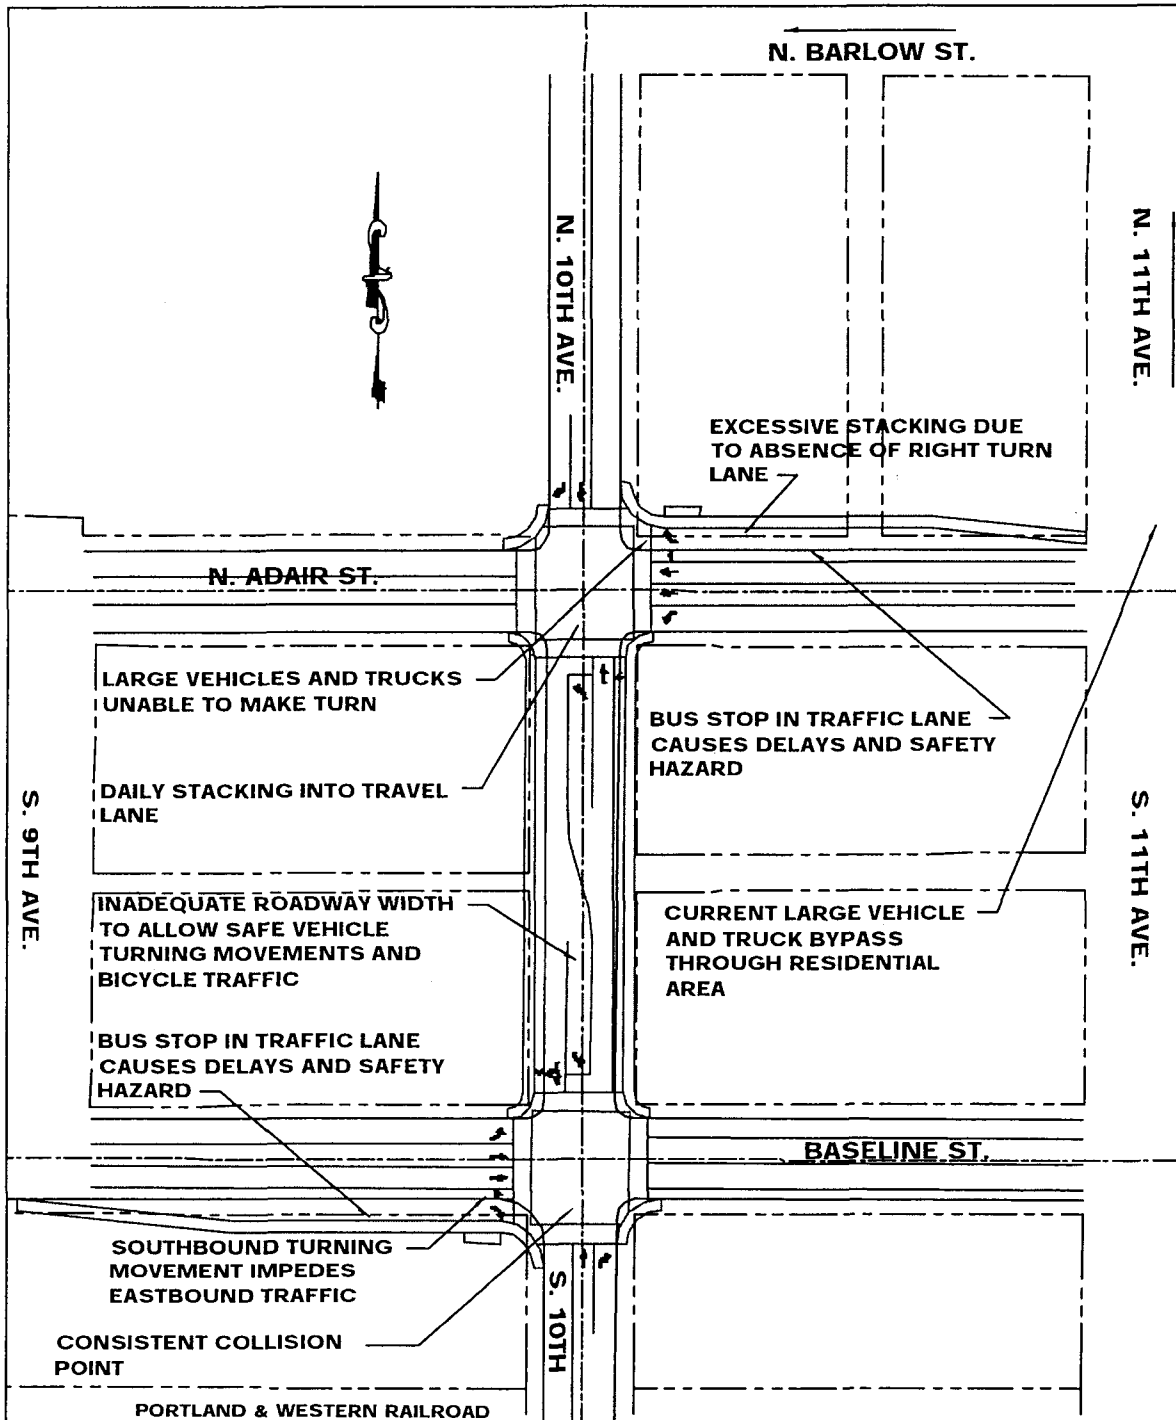 N. BARLOW ST.
N. 10TH AVE.
N. 11TH AVE.
EXCESSIVE STACKING DUE
TO ABSENCE OF RIGHT TURN
LANE
N. ADAIR ST.
LARGE VEHICLES AND TRUCKS
UNABLE TO MAKE TURN
BUS STOP IN TRAFFIC LANE
CAUSES DELAYS AND SAFETY
HAZARD
DAILY STACKING INTO TRAVEL
LANE
S. 9TH AVE.
S. 11TH AVE.
INADEQUATE ROADWAY WIDTH
TO ALLOW SAFE VEHICLE
TURNING MOVEMENTS AND
BICYCLE TRAFFIC
CURRENT LARGE VEHICLE
AND TRUCK BYPASS
THROUGH RESIDENTIAL
AREA
BUS STOP IN TRAFFIC LANE
CAUSES DELAYS AND SAFETY
HAZARD
BASELINE ST.
SOUTHBOUND TURNING
MOVEMENT IMPEDES
EASTBOUND TRAFFIC
S. 10TH
CONSISTENT COLLISION
POINT
PORTLAND & WESTERN RAILROAD